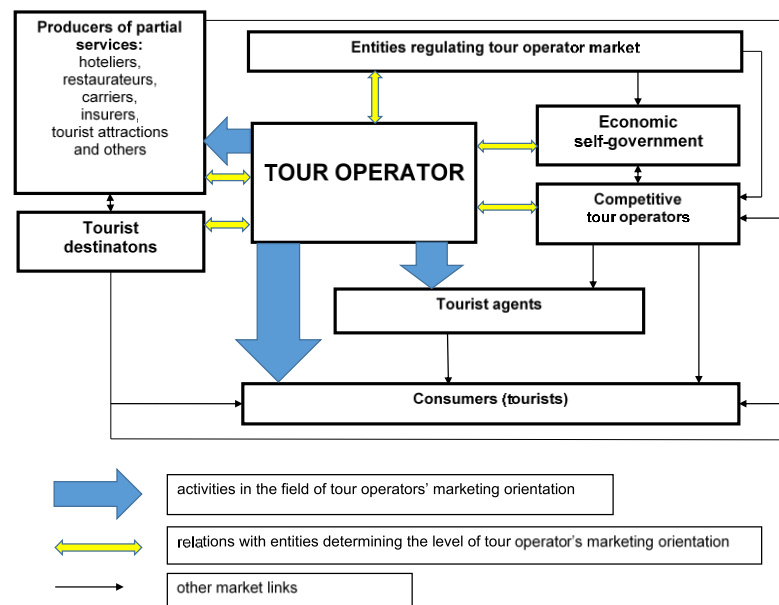 Producers of partial
services:
hoteliers,
restaurateurs,
carriers,
insurers,
tourist attractions
and others
Entities regulating tour operator market
TOUR OPERATOR
Economic
self-government
Competitive
tour operators
Tourist
destinatons
Tourist agents
Consumers (tourists)
activities in the field of tour operators' marketing orientation
relations with entities determining the level of tour operator's marketing orientation
other market links